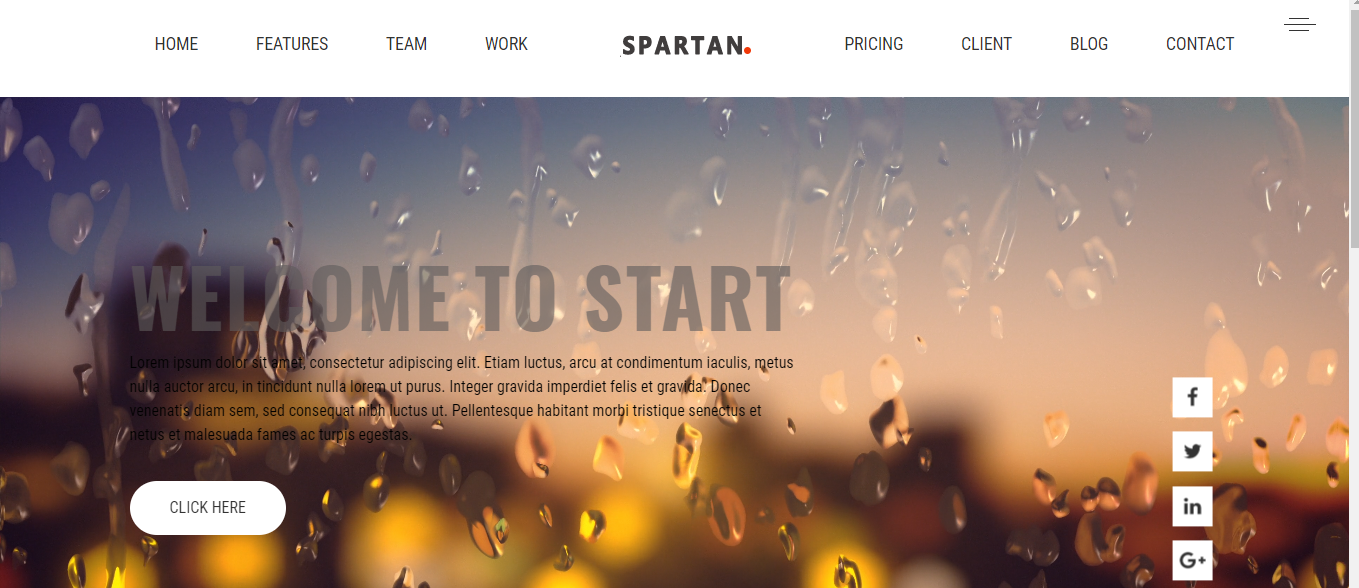 HOME FEATURES TEAM WORK SPARTAN. PRICING CLIENT BLOG CONTACT
WELCOME TO START
Lorem ipsum dolor sit amet, consectetur adipiscing elit. Etiam luctus, arcu at condimentum iaculis, metus
nulla auctor arcu, in tincidunt nulla lorem ut purus. Integer gravida imperdiet felis et gravida. Donec
venenatis diam sem, sed consequat nibh luctus ut. Pellentesque habitant morbi tristique senectus et
netus et malesuada fames ac turpis egestas.
CLICK HERE
f
in
G+